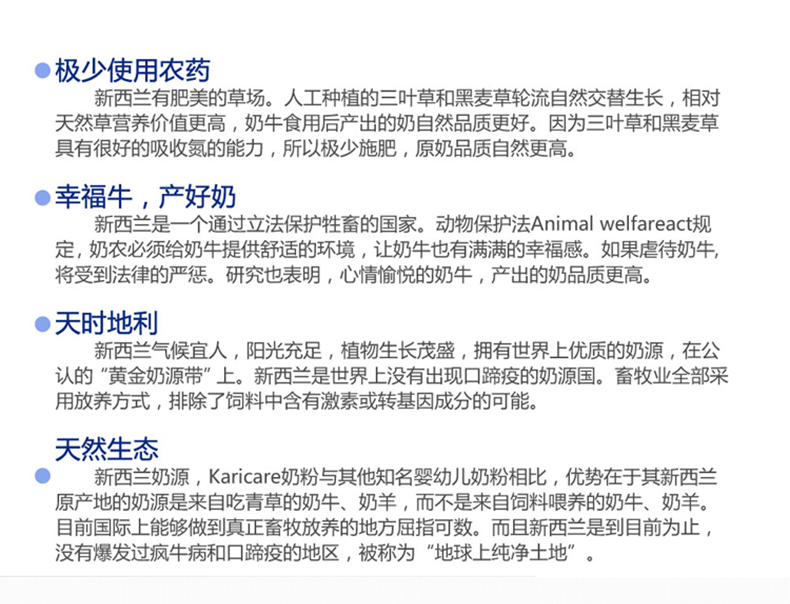 极少使用农药
新西兰有肥美的草场。人工种植的三叶草和黑麦草轮流自然交替生长，相对
天然草营养价值更高，奶牛食用后产出的奶自然品质更好。因为三叶草和黑麦草
具有很好的吸收氮的能力，所以极少施肥，原奶品质自然更高。
幸福牛，产好奶
新西兰是一个通过立法保护牲畜的国家。动物保护法Animal welfareact规
定，奶农必须给奶牛提供舒适的环境，让奶牛也有满满的幸福感。如果虐待奶牛,
将受到法律的严惩。研究也表明，心情愉悦的奶牛，产出的奶品质更高。
天时地利
新西兰气候宜人，阳光充足，植物生长茂盛，拥有世界上优质的奶源，在公
认的“黄金奶源带”上。新西兰是世界上没有出现口蹄疫的奶源国。畜牧业全部采
用放养方式，排除了饲料中含有激素或转基因成分的可能。
天然生态
新西兰奶源，Karicare奶粉与其他知名婴幼儿奶粉相比，优势在于其新西兰
原产地的奶源是来自吃青草的奶牛、奶羊，而不是来自饲料喂养的奶牛、奶羊。
目前国际上能够做到真正畜牧放养的地方屈指可数。而且新西兰是到目前为止，
没有爆发过疯牛病和口蹄疫的地区，被称为“地球上纯净土地”。